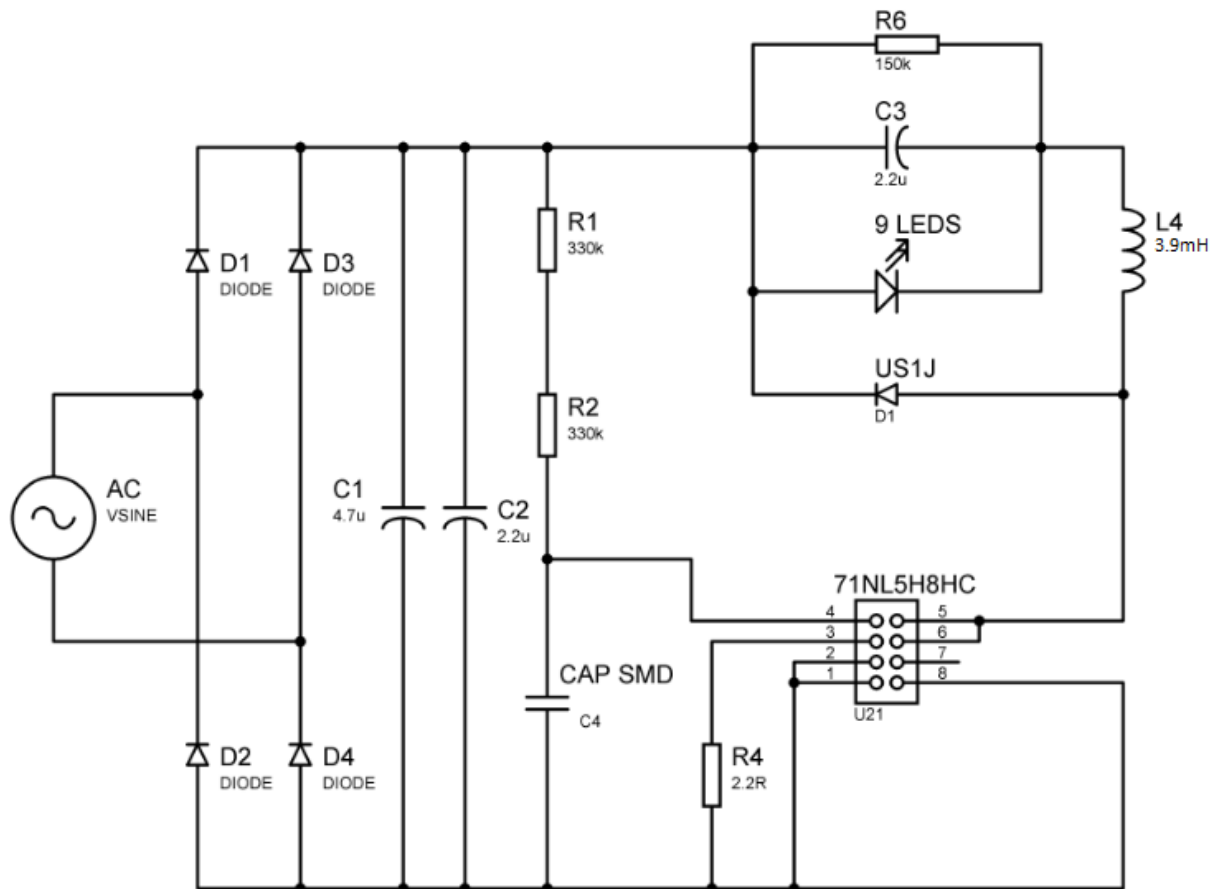 R6
150k
C3
2.2u
9 LEDS
L4
3.9mH
US1J
D1
R1
330k
R2
330k
D1
DIODE
D3
DIODE
AC
VSINE
C1
4.7u
C2
2.2u
71NL5H8HC
4 5
3 6
2 7
1 8
U21
CAP SMD
C4
R4
2.2R
D2
DIODE
D4
DIODE